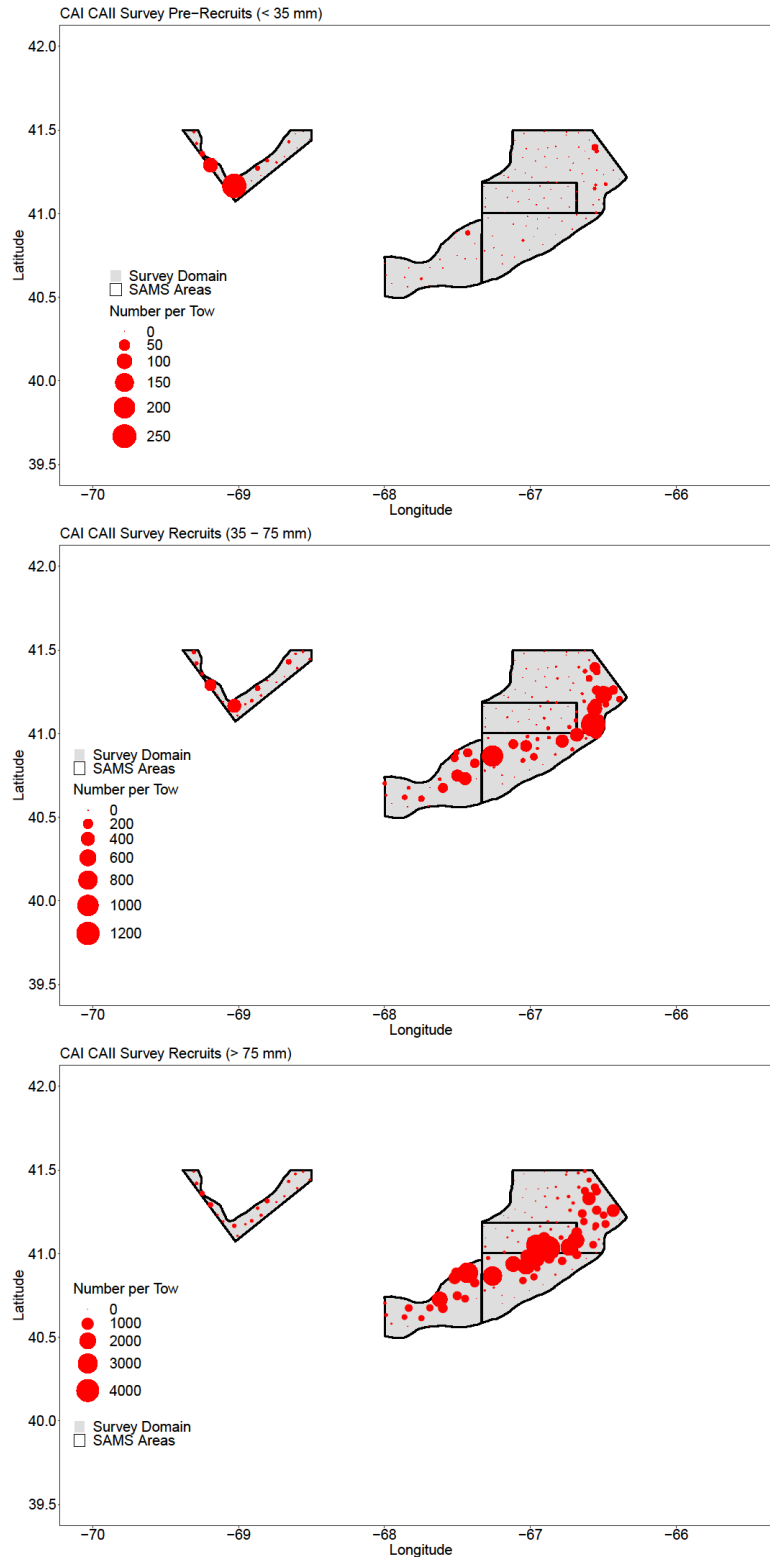 CAI CAII Survey Pre−Recruits (< 35 mm)
42.0
41.5
41.0
40.5
40.0
39.5
Latitude
Survey Domain
SAMS Areas
Number per Tow
0
50
100
150
200
250
−70
−69
−68
−67
−66
Longitude
CAI CAII Survey Recruits (35 − 75 mm)
42.0
41.5
41.0
40.5
40.0
39.5
Latitude
Survey Domain
SAMS Areas
Number per Tow
0
200
400
600
800
1000
1200
−70
−69
−68
−67
−66
Longitude
CAI CAII Survey Recruits (> 75 mm)
42.0
41.5
41.0
40.5
40.0
39.5
Latitude
Number per Tow
0
1000
2000
3000
4000
Survey Domain
SAMS Areas
−70
−69
−68
−67
−66
Longitude